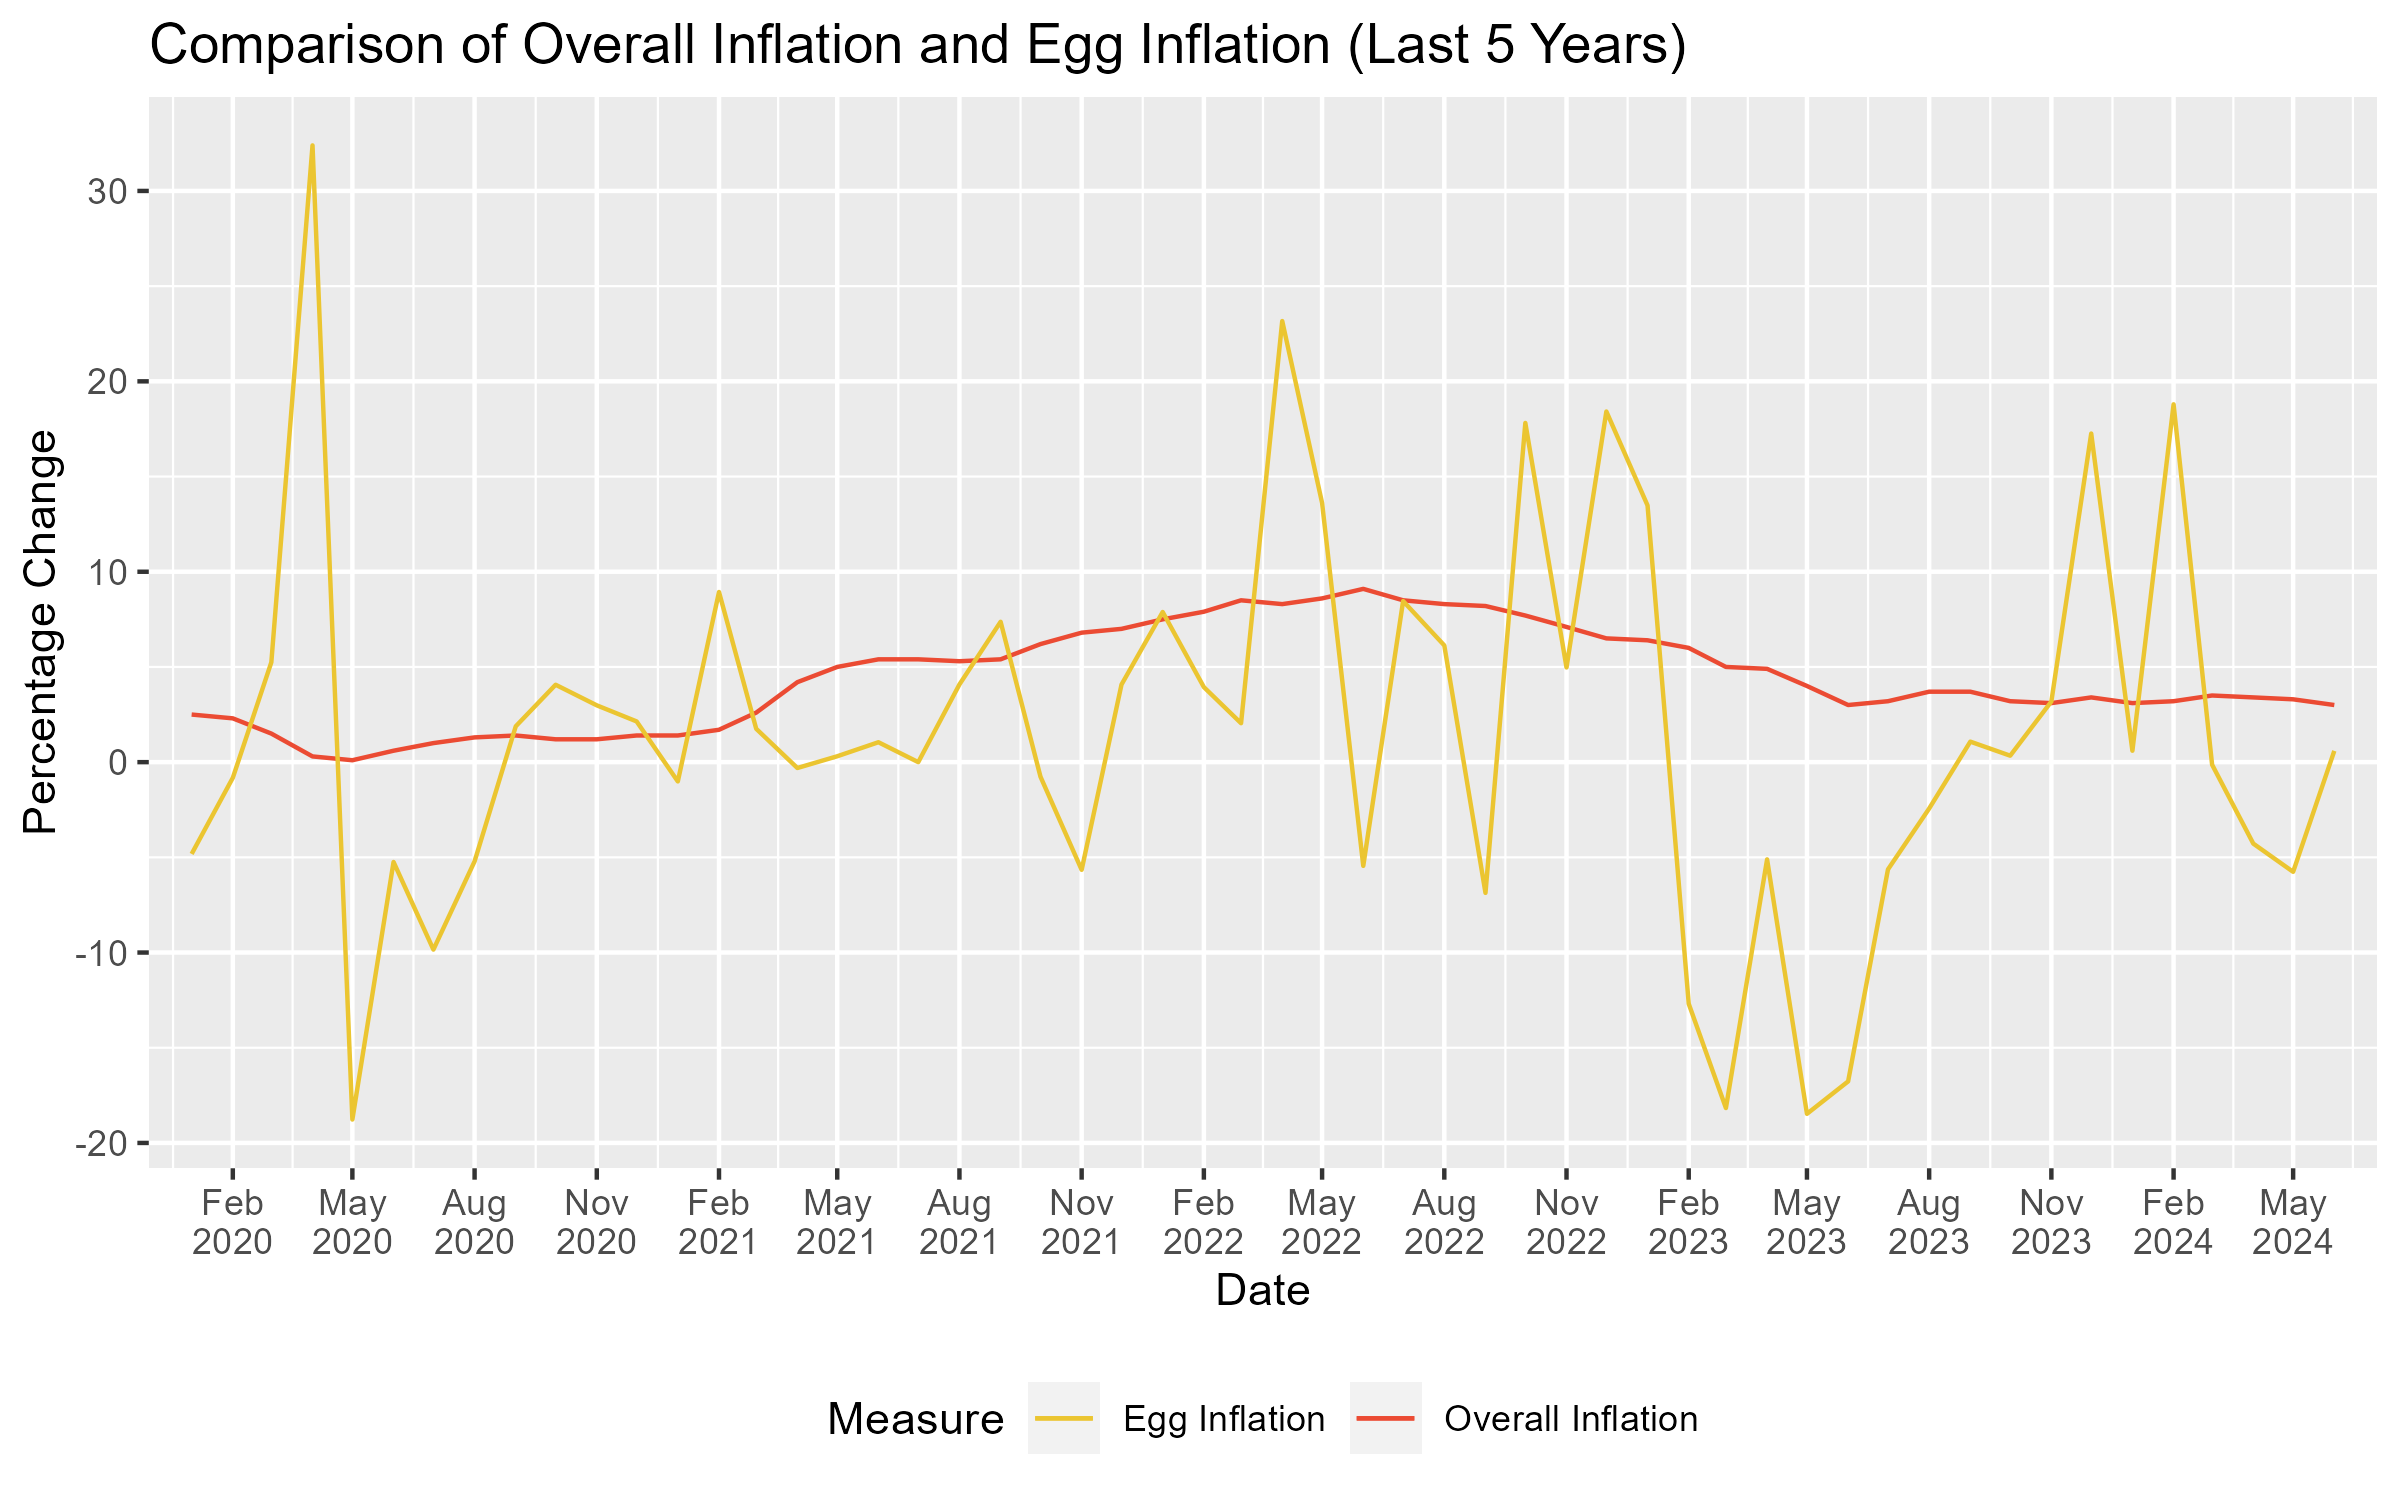 Comparison of Overall Inflation and Egg Inflation (Last 5 Years)
Percentage Change
30
20
10
0
-10
-20
Feb 2020
May 2020
Aug 2020
Nov 2020
Feb 2021
May 2021
Aug 2021
Nov 2021
Feb 2022
May 2022
Aug 2022
Nov 2022
Feb 2023
May 2023
Aug 2023
Nov 2023
Feb 2024
May 2024
Date
Measure Egg Inflation Overall Inflation